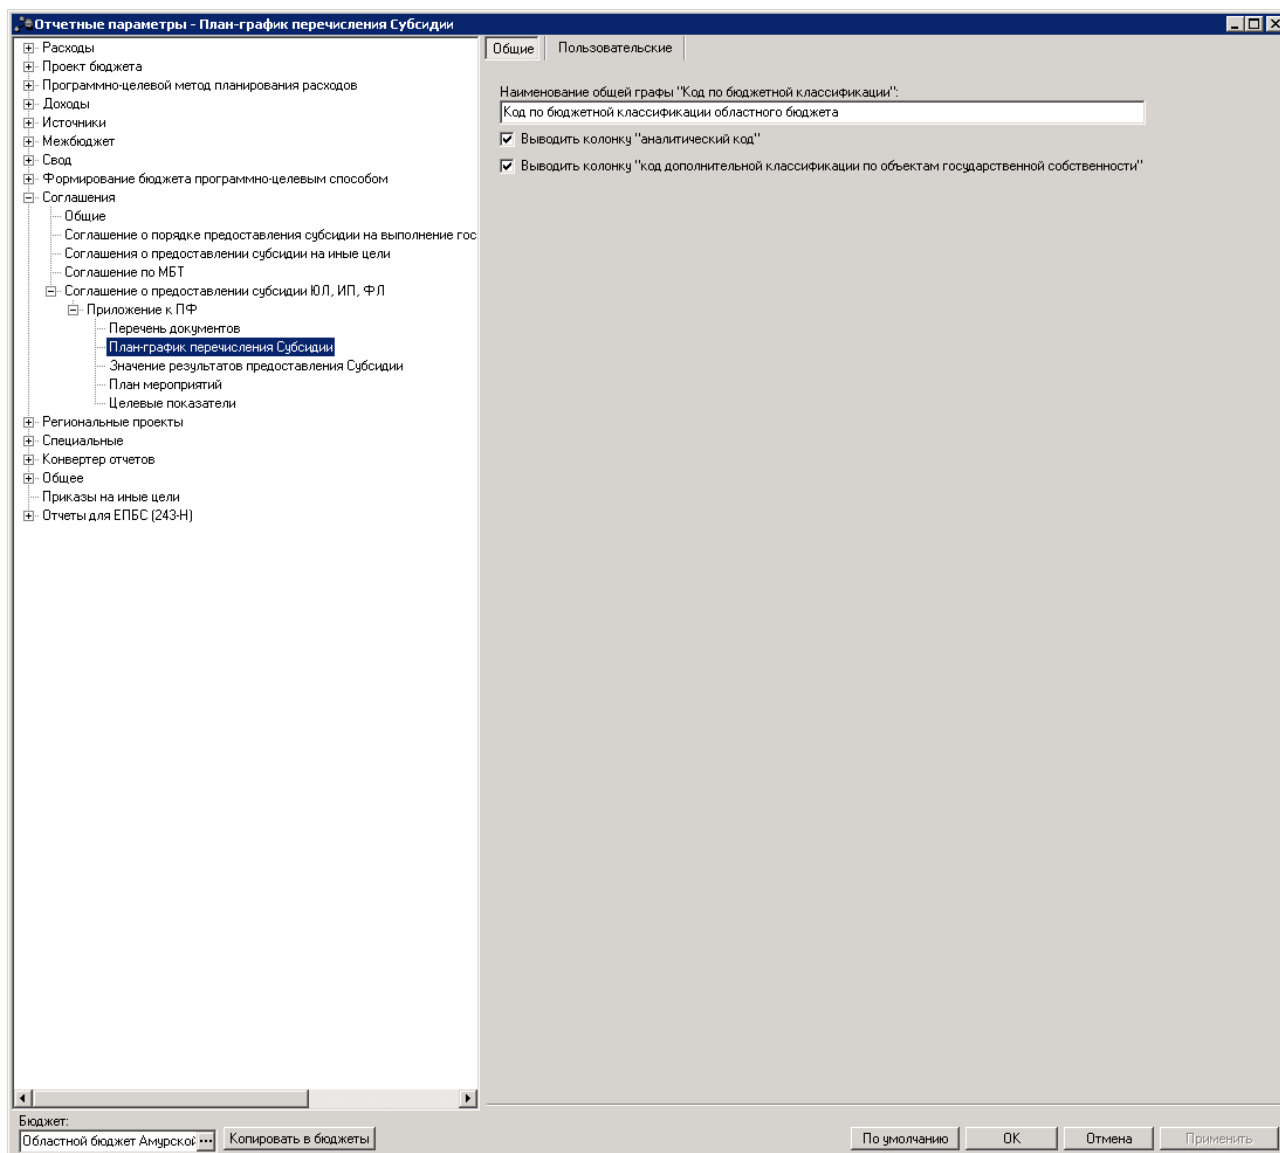 Отчетные параметры - План-график перечисления Субсидии
Расходы
Проект бюджета
Программно-целевой метод планирования расходов
Доходы
Источники
Межбюджет
Свод
Формирование бюджета программно-целевым способом
Соглашения
Общие
Соглашение о порядке предоставления субсидии на выполнение гос
Соглашения о предоставлении субсидии на иные цели
Соглашение по МБТ
Соглашение о предоставлении субсидии ЮЛ, ИП, ФЛ
Приложение к ПФ
Перечень документов
План-график перечисления Субсидии
Значение результатов предоставления Субсидии
План мероприятий
Целевые показатели
Региональные проекты
Специальные
Конвертер отчетов
Общее
Приказы на иные цели
Отчеты для ЕПБС (243-Н)
Общие Пользовательские
Наименование общей графы "Код по бюджетной классификации":
Код по бюджетной классификации областного бюджета
Выводить колонку "аналитический код"
Выводить колонку "код дополнительной классификации по объектам государственной собственности"
Бюджет:
Областной бюджет Амурской ... Копировать в бюджеты По умолчанию OK Отмена Применить